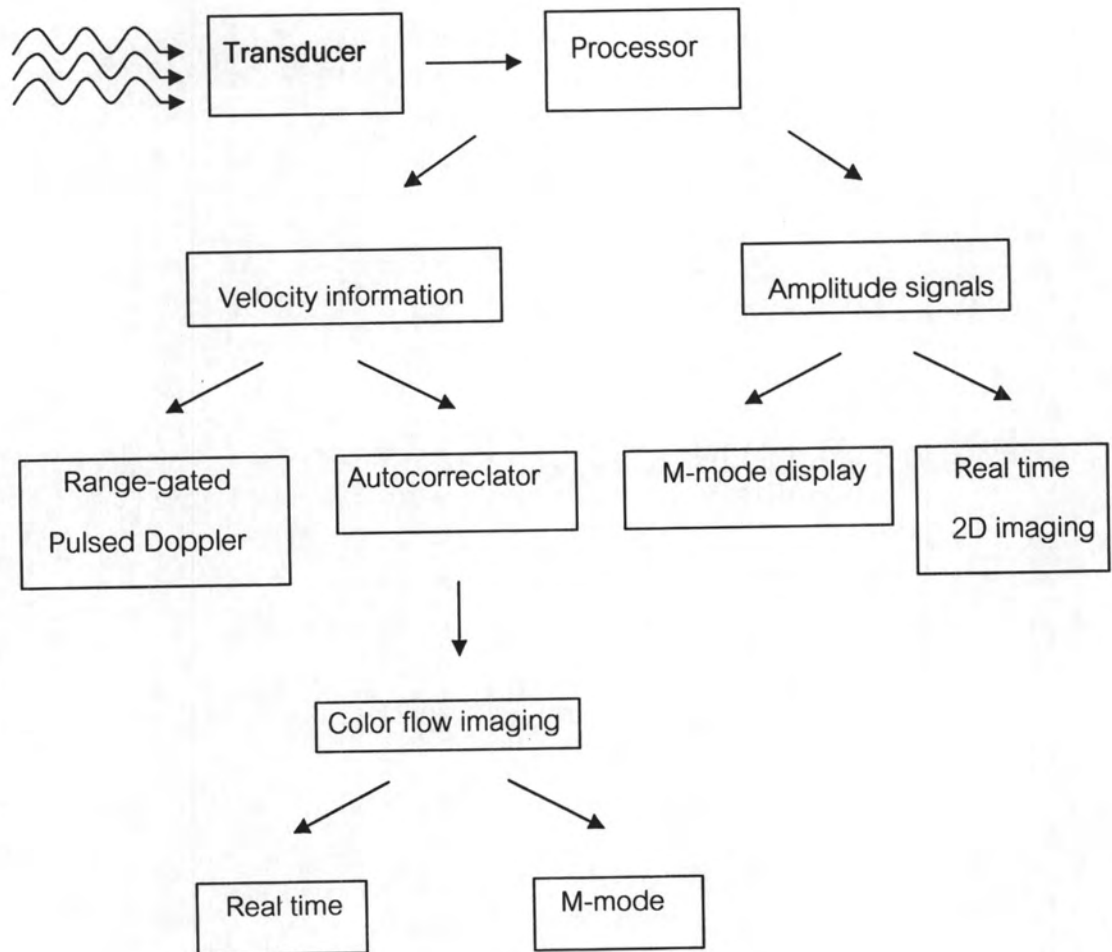 Transducer
Processor
Velocity information
Amplitude signals
Range-gated
Pulsed Doppler
Autocorreclator
M-mode display
Real time
2D imaging
Color flow imaging
Real time
M-mode